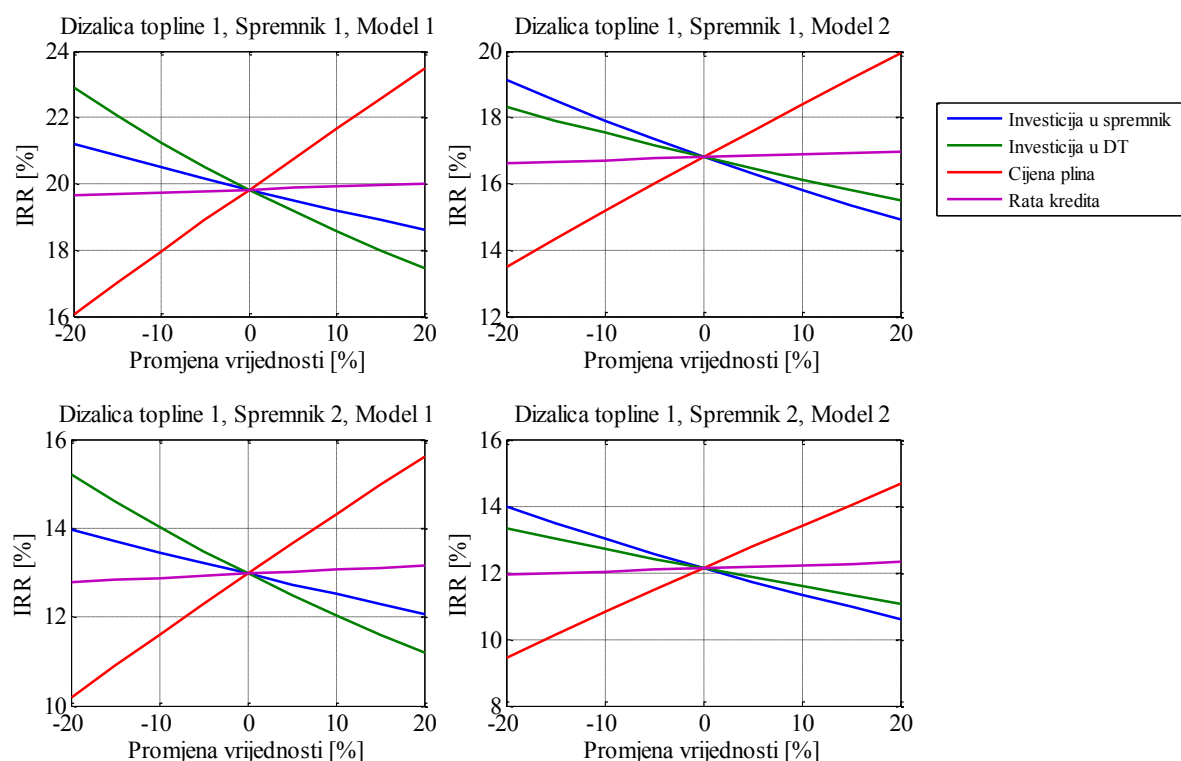 Dizalica topline 1, Spremnik 1, Model 1
24
22
20
18
16
IRR [%]
-20 -10 0 10 20
Promjena vrijednosti [%]
Dizalica topline 1, Spremnik 1, Model 2
20
18
16
14
12
IRR [%]
-20 -10 0 10 20
Promjena vrijednosti [%]
Investicija u spremnik
Investicija u DT
Cijena plina
Rata kredita
Dizalica topline 1, Spremnik 2, Model 1
16
14
12
10
IRR [%]
-20 -10 0 10 20
Promjena vrijednosti [%]
Dizalica topline 1, Spremnik 2, Model 2
16
14
12
10
8
IRR [%]
-20 -10 0 10 20
Promjena vrijednosti [%]